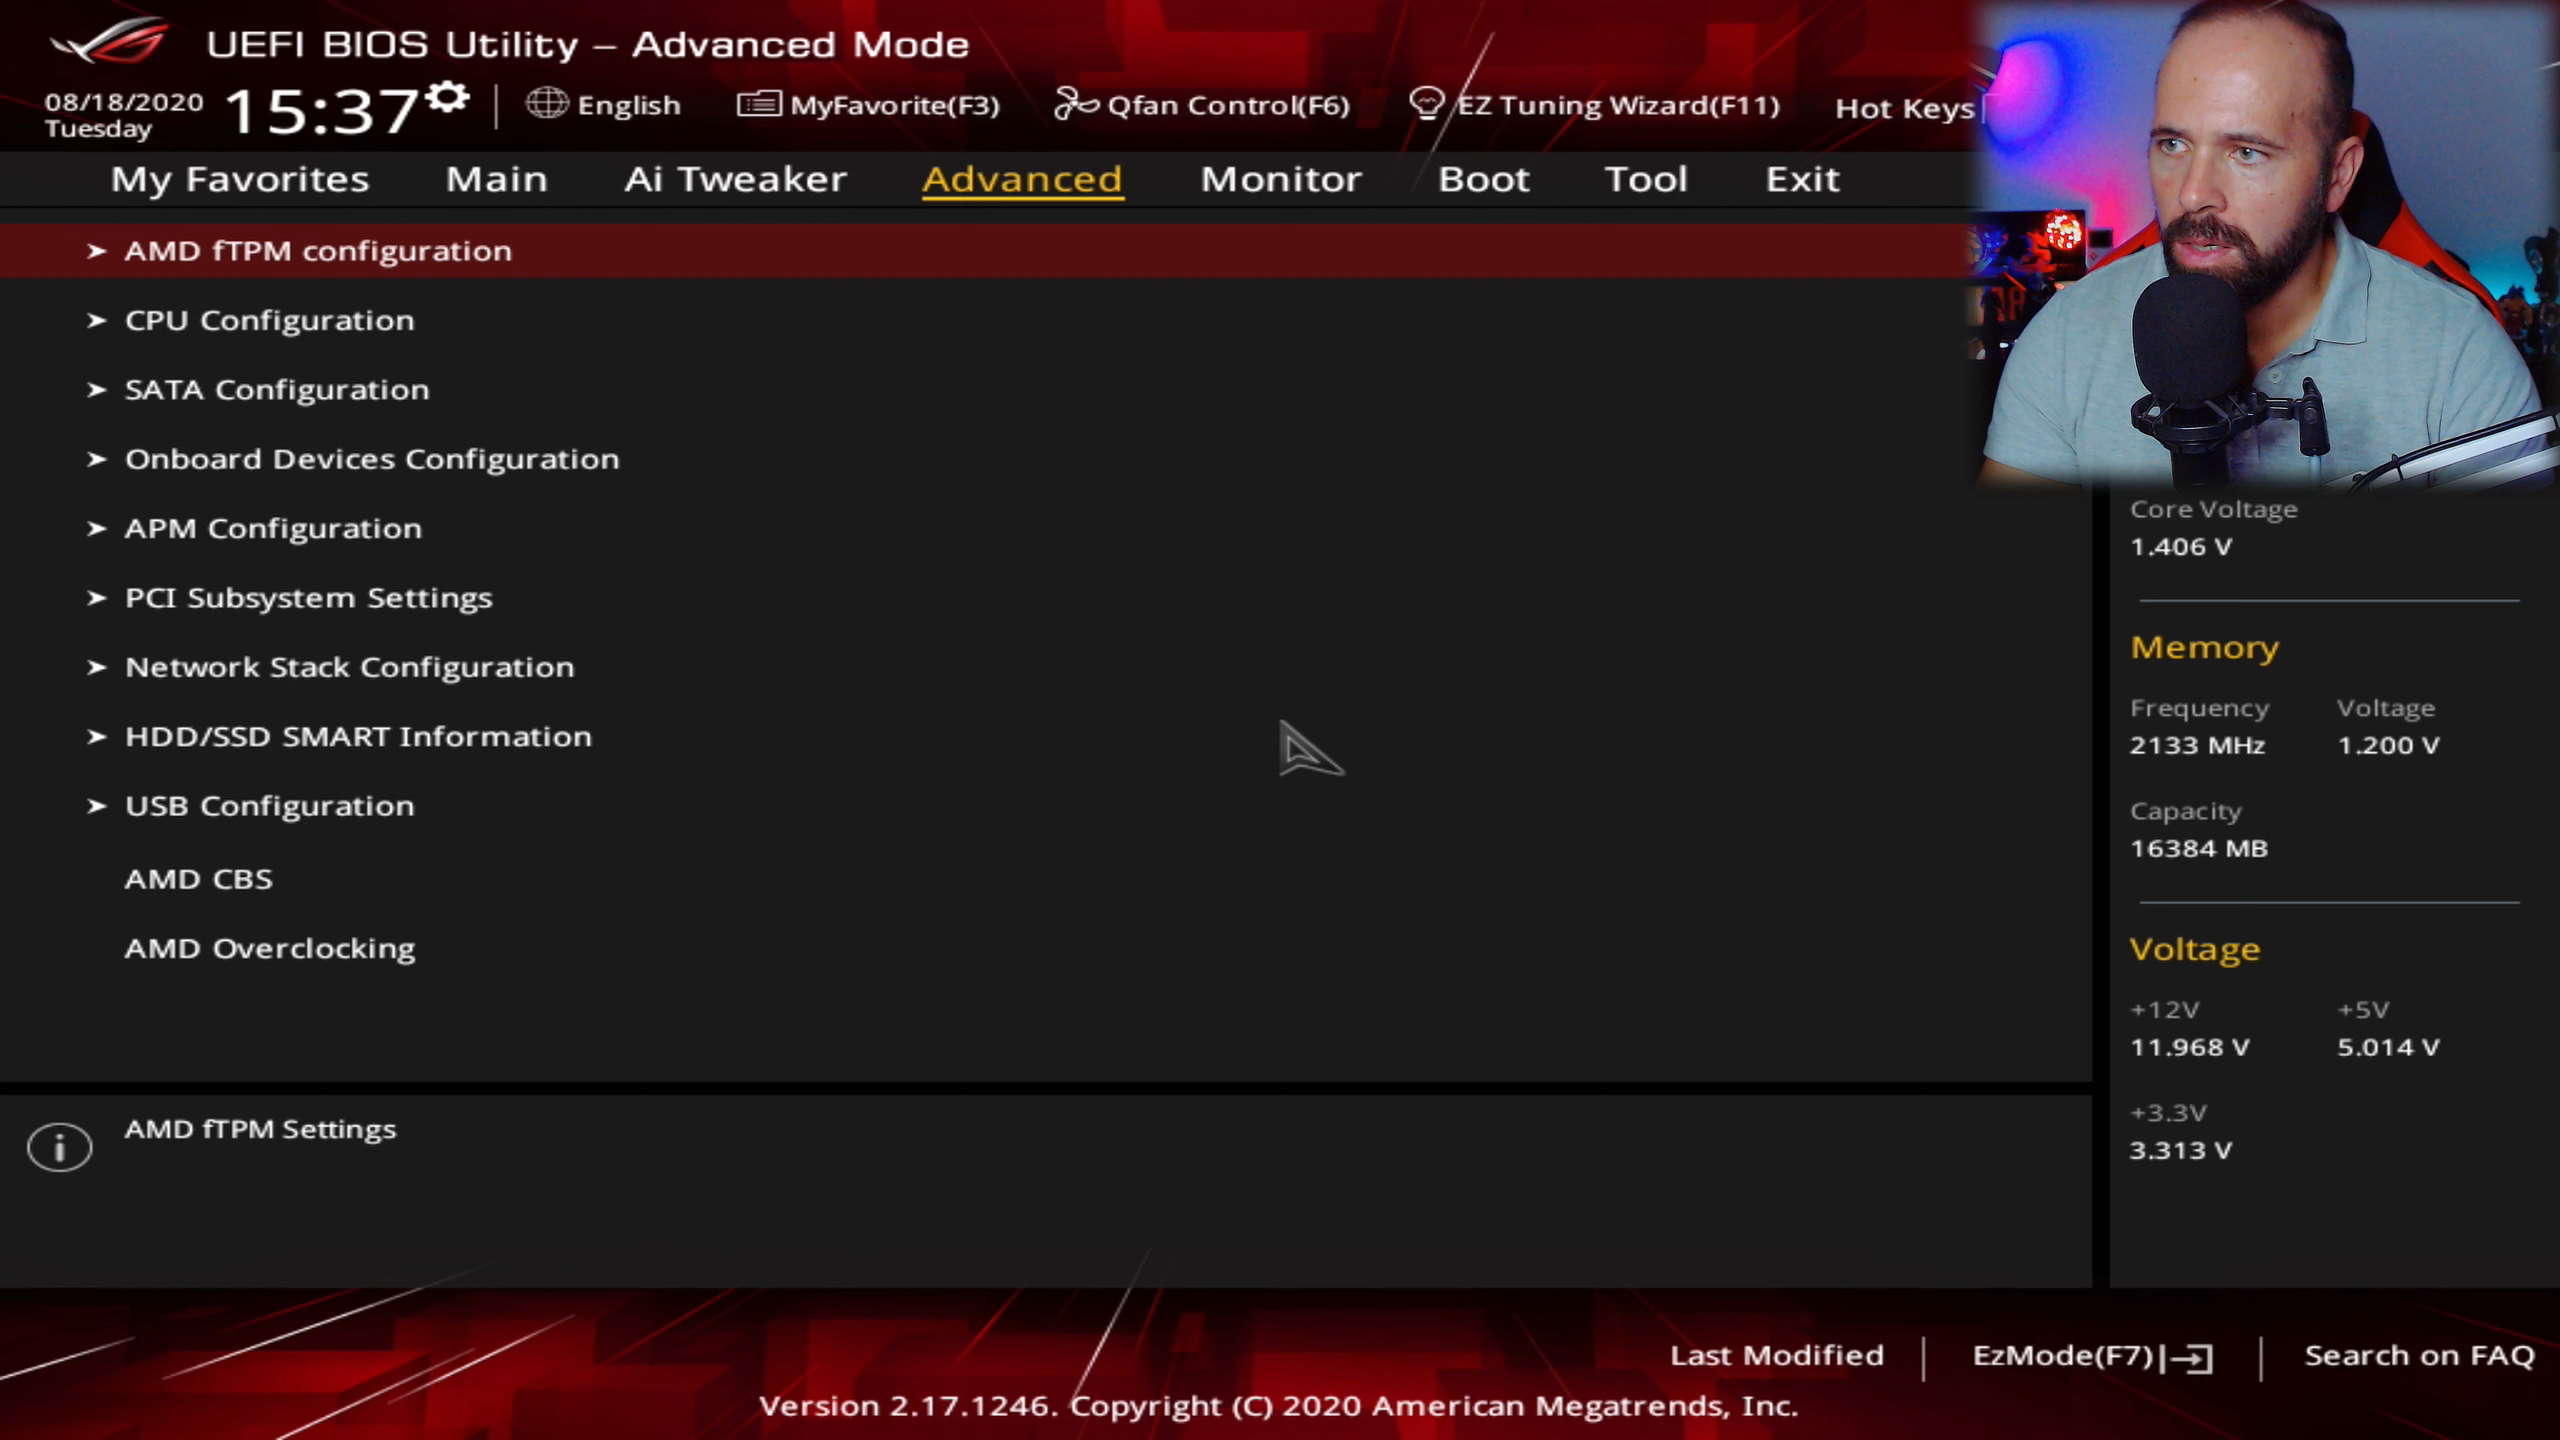 UEFI BIOS Utility – Advanced Mode
08/18/2020
Tuesday
15:37
English
MyFavorite(F3)
Qfan Control(F6)
EZ Tuning Wizard(F11)
Hot Keys
My Favorites
Main
Ai Tweaker
Advanced
Monitor
Boot
Tool
Exit
AMD fTPM configuration
CPU Configuration
SATA Configuration
Onboard Devices Configuration
APM Configuration
PCI Subsystem Settings
Network Stack Configuration
HDD/SSD SMART Information
USB Configuration
AMD CBS
AMD Overclocking
AMD fTPM Settings
Core Voltage
1.406 V
Memory
Frequency Voltage
2133 MHz 1.200 V
Capacity
16384 MB
Voltage
+12V +5V
11.968 V 5.014 V
+3.3V
3.313 V
Last Modified
EzMode(F7)
Search on FAQ
Version 2.17.1246. Copyright (C) 2020 American Megatrends, Inc.